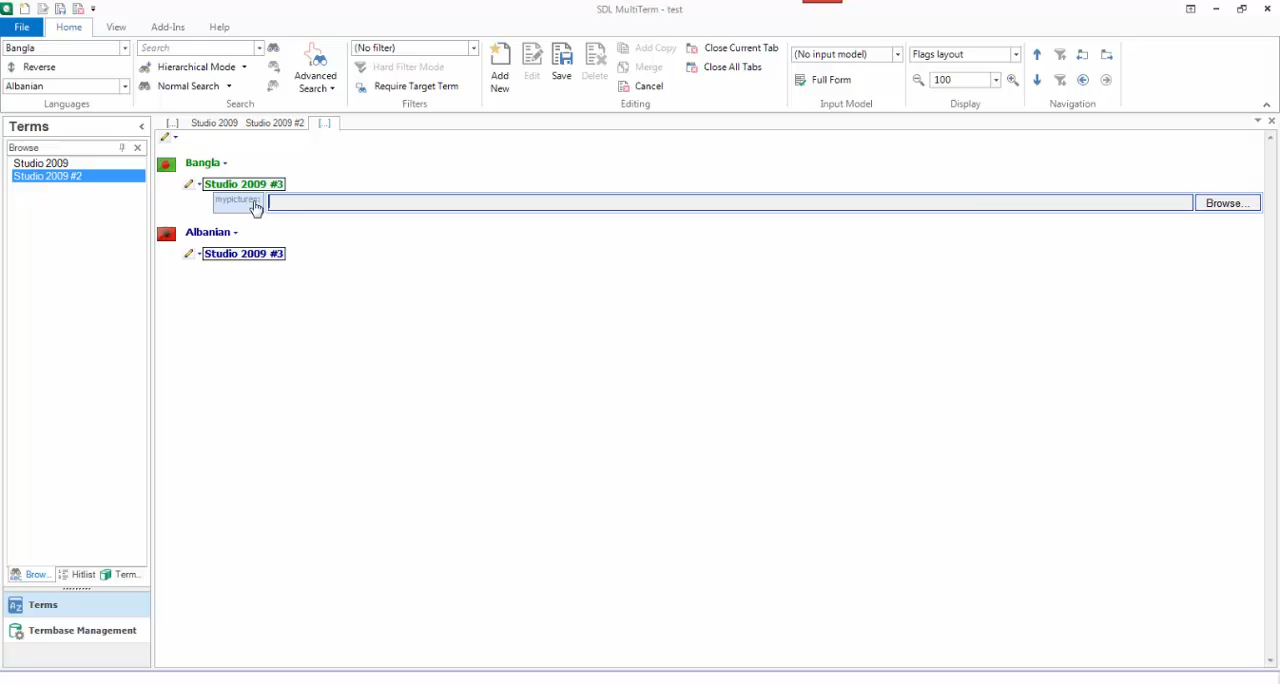 SDL MultiTerm - test
File Home View Add-Ins Help
Bangla
Reverse
Albanian
Languages
Search
Hierarchical Mode
Normal Search
Advanced Search
Search
(No filter)
Hard Filter Mode
Require Target Term
Filters
Add New
Edit
Save
Delete
Add Copy
Merge
Cancel
Close Current Tab
Close All Tabs
Editing
(No input model)
Full Form
Input Model
Flags layout
100
Display
Navigation
Terms
Browse
Studio 2009
Studio 2009 #2
[...] Studio 2009 Studio 2009 #2 [...]
Bangla
Studio 2009 #3
mypictures:
Browse...
Albanian
Studio 2009 #3
Brow... Hitlist Term...
Terms
Termbase Management